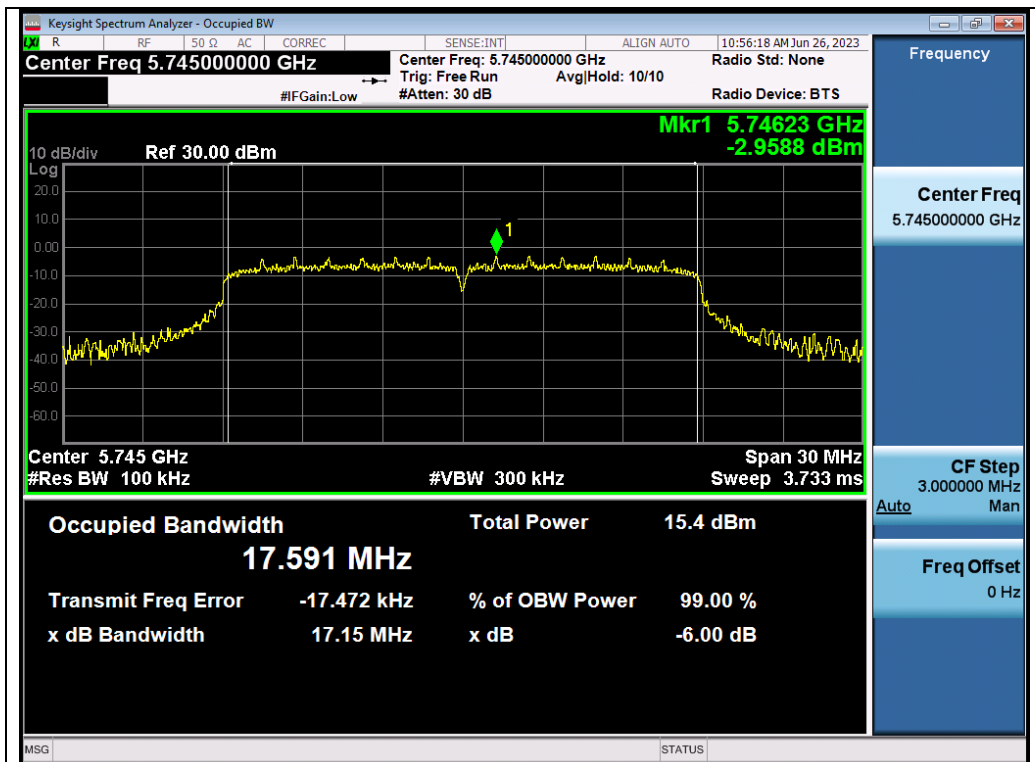 Keysight Spectrum Analyzer - Occupied BW
LXI R RF 50 Ω AC CORREC SENSE:INT ALIGN AUTO 10:56:18 AM Jun 26, 2023
Center Freq 5.745000000 GHz
Center Freq: 5.745000000 GHz
Radio Std: None
Trig: Free Run Avg|Hold: 10/10
#IFGain:Low
#Atten: 30 dB
Radio Device: BTS
Mkr1 5.74623 GHz
-2.9588 dBm
10 dB/div Ref 30.00 dBm
Log
20.0
10.0
0.00
-10.0
-20.0
-30.0
-40.0
-50.0
-60.0
1
Center 5.745 GHz Span 30 MHz
#Res BW 100 kHz #VBW 300 kHz Sweep 3.733 ms
Occupied Bandwidth Total Power 15.4 dBm
17.591 MHz
Transmit Freq Error -17.472 kHz % of OBW Power 99.00 %
x dB Bandwidth 17.15 MHz x dB -6.00 dB
Frequency
Center Freq
5.745000000 GHz
CF Step
3.000000 MHz
Auto Man
Freq Offset
0 Hz
MSG STATUS